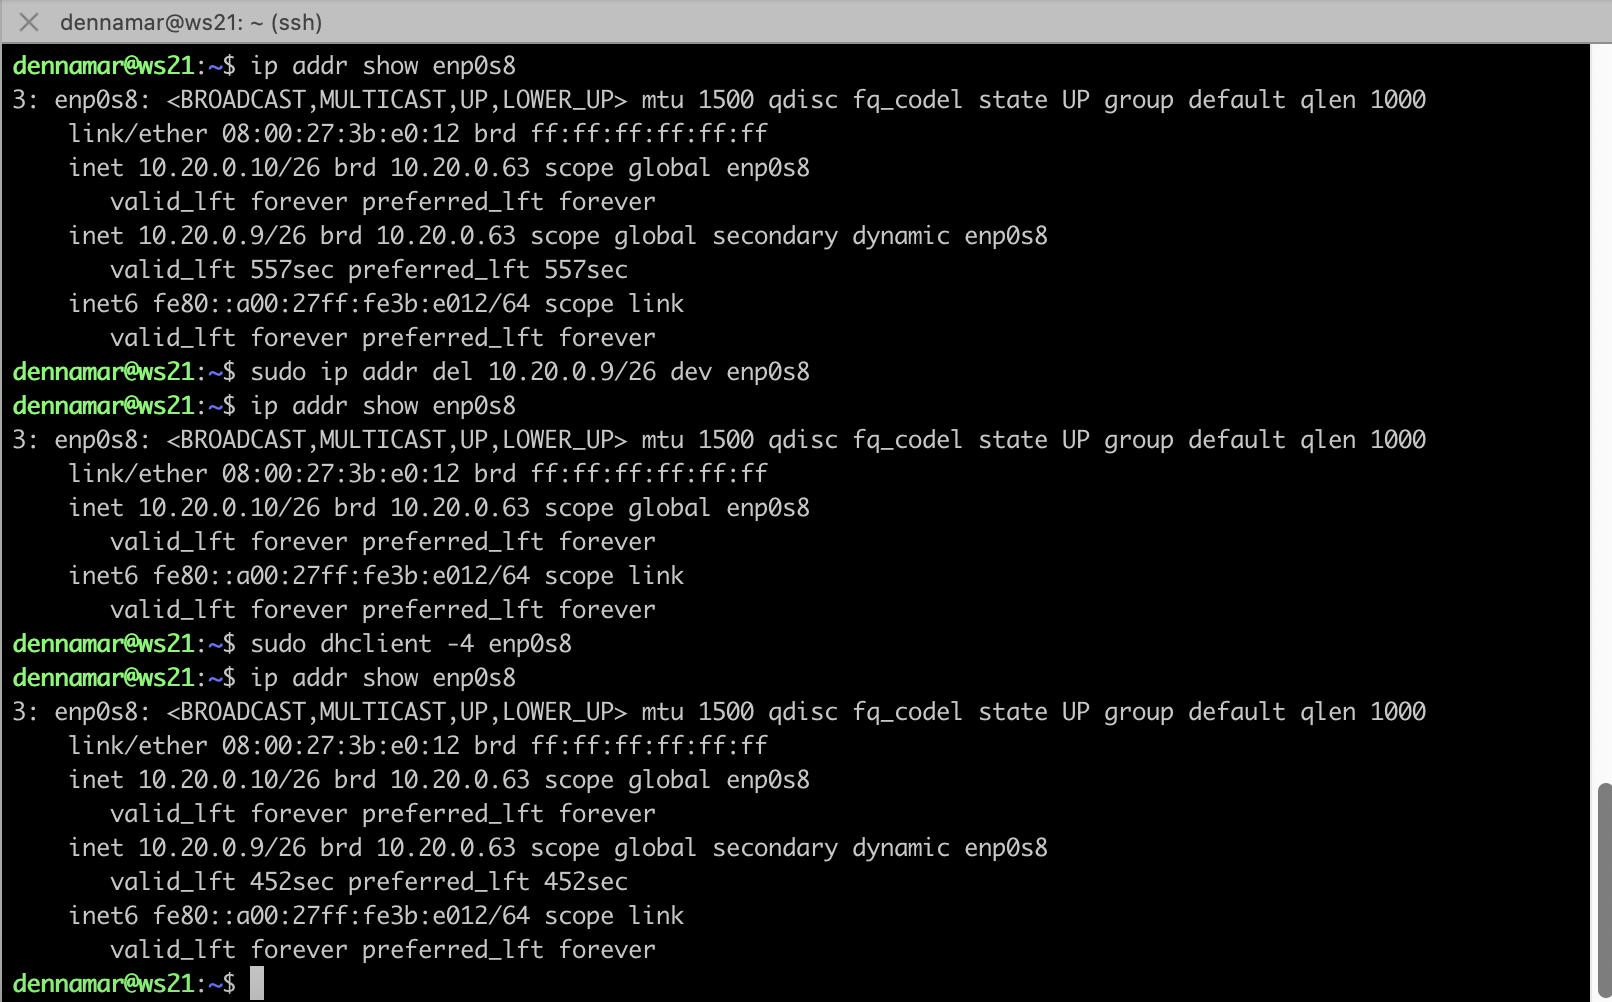 dennamar@ws21: ~ (ssh)
dennamar@ws21:~$ ip addr show enp0s8
3: enp0s8: <BROADCAST,MULTICAST,UP,LOWER_UP> mtu 1500 qdisc fq_codel state UP group default qlen 1000
    link/ether 08:00:27:3b:e0:12 brd ff:ff:ff:ff:ff:ff
    inet 10.20.0.10/26 brd 10.20.0.63 scope global enp0s8
       valid_lft forever preferred_lft forever
    inet 10.20.0.9/26 brd 10.20.0.63 scope global secondary dynamic enp0s8
       valid_lft 557sec preferred_lft 557sec
    inet6 fe80::a00:27ff:fe3b:e012/64 scope link
       valid_lft forever preferred_lft forever
dennamar@ws21:~$ sudo ip addr del 10.20.0.9/26 dev enp0s8
dennamar@ws21:~$ ip addr show enp0s8
3: enp0s8: <BROADCAST,MULTICAST,UP,LOWER_UP> mtu 1500 qdisc fq_codel state UP group default qlen 1000
    link/ether 08:00:27:3b:e0:12 brd ff:ff:ff:ff:ff:ff
    inet 10.20.0.10/26 brd 10.20.0.63 scope global enp0s8
       valid_lft forever preferred_lft forever
    inet6 fe80::a00:27ff:fe3b:e012/64 scope link
       valid_lft forever preferred_lft forever
dennamar@ws21:~$ sudo dhclient -4 enp0s8
dennamar@ws21:~$ ip addr show enp0s8
3: enp0s8: <BROADCAST,MULTICAST,UP,LOWER_UP> mtu 1500 qdisc fq_codel state UP group default qlen 1000
    link/ether 08:00:27:3b:e0:12 brd ff:ff:ff:ff:ff:ff
    inet 10.20.0.10/26 brd 10.20.0.63 scope global enp0s8
       valid_lft forever preferred_lft forever
    inet 10.20.0.9/26 brd 10.20.0.63 scope global secondary dynamic enp0s8
       valid_lft 452sec preferred_lft 452sec
    inet6 fe80::a00:27ff:fe3b:e012/64 scope link
       valid_lft forever preferred_lft forever
dennamar@ws21:~$